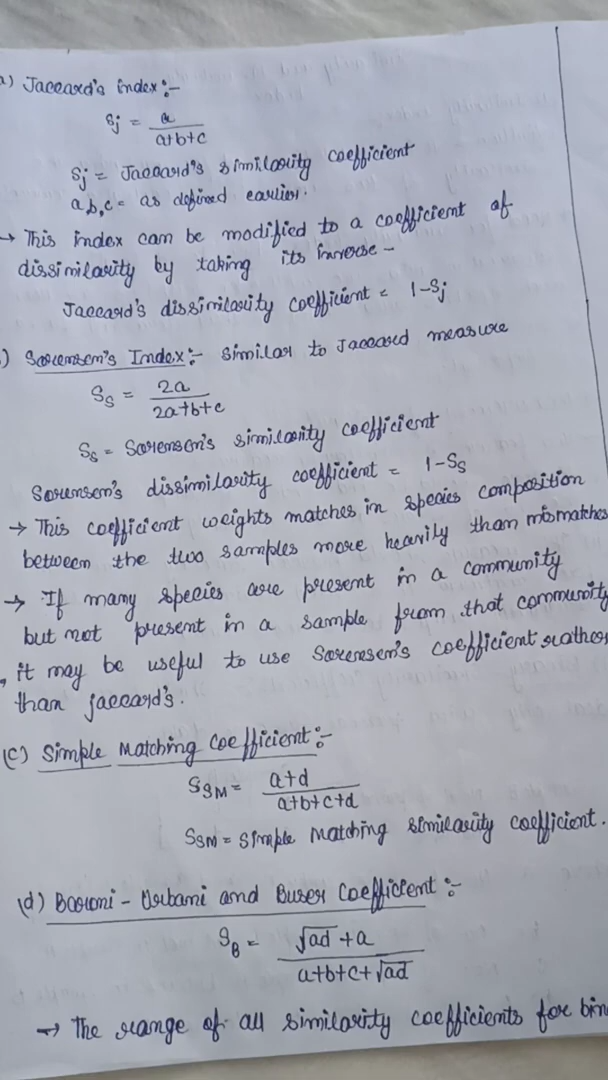 a) Jaccard's index :-
Sj = a / a+b+c
Sj = Jaccard's similarity coefficient
a,b,c = as defined earlier.
→ This index can be modified to a coefficient of
dissimilarity by taking its inverse -
Jaccard's dissimilarity coefficient = 1-Sj
) Sorensen's Index :- Similar to Jaccard measure
Ss = 2a / 2a+b+c
Ss = Sorensen's similarity coefficient
Sorensen's dissimilarity coefficient = 1-Ss
→ This coefficient weights matches in species composition
between the two samples more heavily than mismatches
→ If many species are present in a community
but not present in a sample from that community
, it may be useful to use Sorensen's coefficient rather
than jaccard's.
(c) Simple Matching Coefficient :-
SSM = a+d / a+b+c+d
SSM = Simple Matching similarity coefficient.
(d) Baroni - Urbani and Buser Coefficient :-
SB = √ad + a / a+b+c+√ad
→ The range of all similarity coefficients for bin